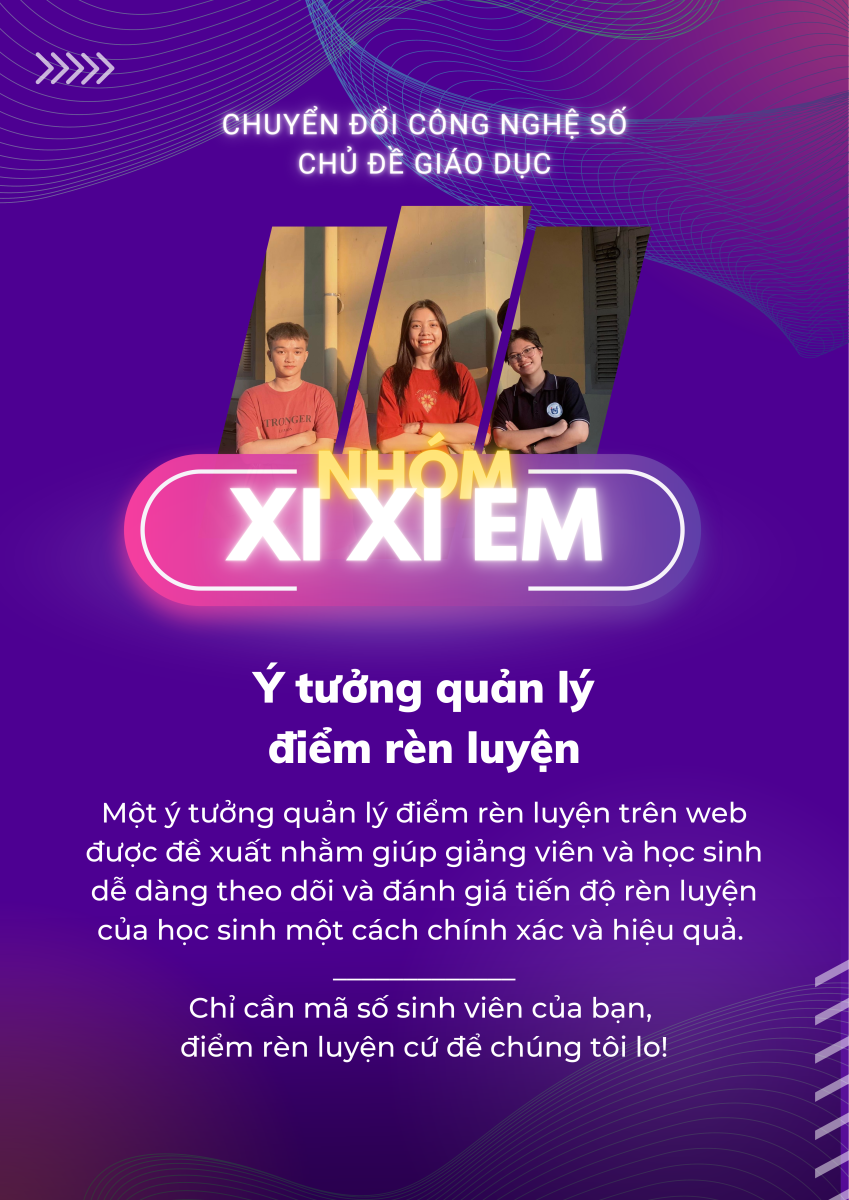 CHUYỂN ĐỔI CÔNG NGHỆ SỐ
CHỦ ĐỀ GIÁO DỤC
TRONGER
NHÓM
XI XI EM
Ý tưởng quản lý
điểm rèn luyện
Một ý tưởng quản lý điểm rèn luyện trên web
được đề xuất nhằm giúp giảng viên và học sinh
dễ dàng theo dõi và đánh giá tiến độ rèn luyện
của học sinh một cách chính xác và hiệu quả.
Chỉ cần mã số sinh viên của bạn,
điểm rèn luyện cứ để chúng tôi lo!